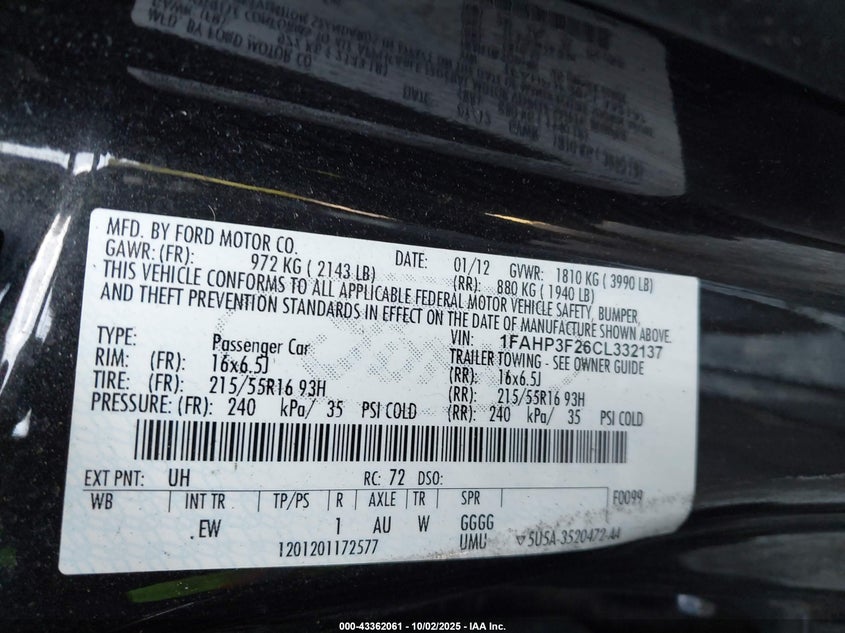 MFD. BY FORD MOTOR CO. DATE: 01/12 GVWR: 1810 KG ( 3990 LB)
GAWR: (FR): 972 KG ( 2143 LB) (RR): 880 KG ( 1940 LB)
THIS VEHICLE CONFORMS TO ALL APPLICABLE FEDERAL MOTOR VEHICLE SAFETY, BUMPER,
AND THEFT PREVENTION STANDARDS IN EFFECT ON THE DATE OF MANUFACTURE SHOWN ABOVE.
VIN: 1FAHP3F26CL332137
TYPE: Passenger Car TRAILER TOWING - SEE OWNER GUIDE
RIM: (FR): 16x6.5J (RR): 16x6.5J
TIRE: (FR): 215/55R16 93H (RR): 215/55R16 93H
PRESSURE: (FR): 240 kPa/ 35 PSI COLD (RR): 240 kPa/ 35 PSI COLD
EXT PNT: UH RC: 72 DSO:
WB INT TR TP/PS R AXLE TR SPR F0099
.EW 1 AU W GGGG
1201201172577 UMU ▽5U5A-3520472-AA
000-43362061 - 10/02/2025 - IAA Inc.